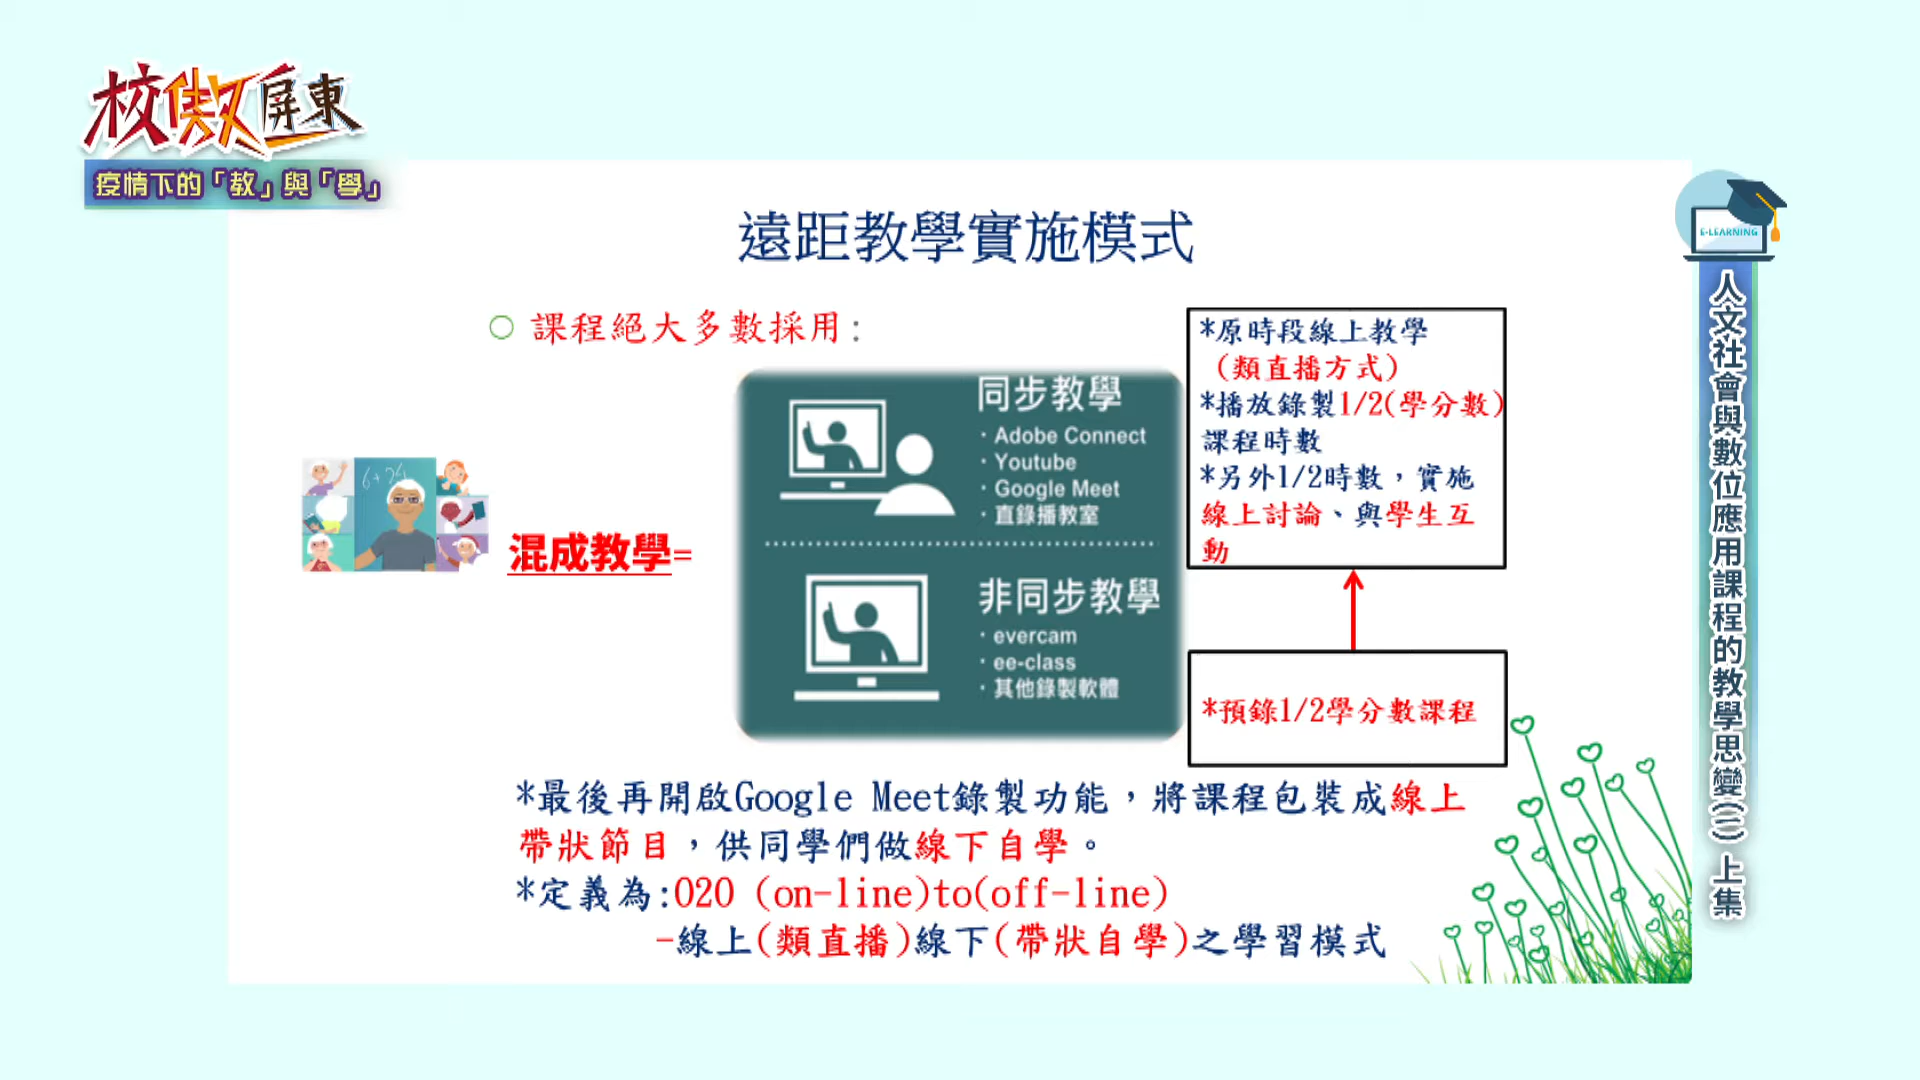 校傲屏東
疫情下的「教」與「學」
E-LEARNING
人文社會與數位應用課程的教學思變(二)上集
遠距教學實施模式
課程絕大多數採用：
6+24
混成教學=
同步教學
· Adobe Connect
· Youtube
· Google Meet
· 直錄播教室
非同步教學
· evercam
· ee-class
· 其他錄製軟體
*原時段線上教學
(類直播方式)
*播放錄製1/2(學分數)
課程時數
*另外1/2時數，實施
線上討論、與學生互
動
*預錄1/2學分數課程
*最後再開啟Google Meet錄製功能，將課程包裝成線上
帶狀節目，供同學們做線下自學。
*定義為:O2O (on-line)to(off-line)
-線上(類直播)線下(帶狀自學)之學習模式